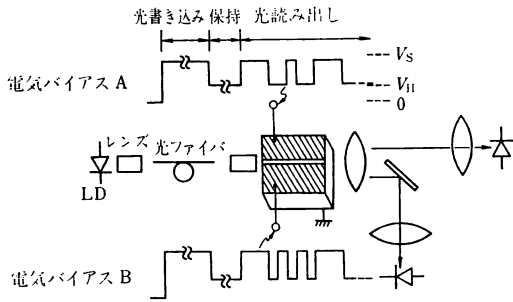 光書き込み 保持 光読み出し
V_S
電気バイアス A
V_H
0
レンズ 光ファイバ
LD
電気バイアス B